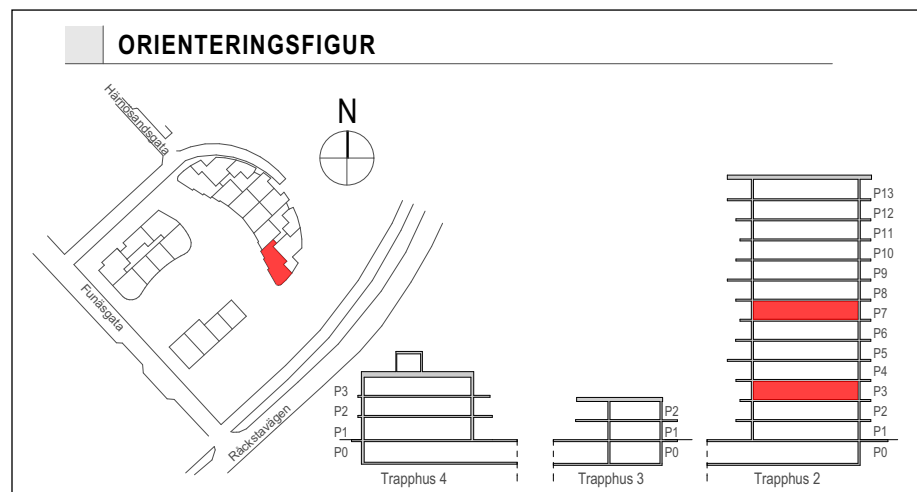 ORIENTERINGSFIGUR
Härnösandsgata
N
Funäsgata
Räckstavägen
P3
P2
P1
P0
Trapphus 4
P2
P1
P0
Trapphus 3
P13
P12
P11
P10
P9
P8
P7
P6
P5
P4
P3
P2
P1
P0
Trapphus 2